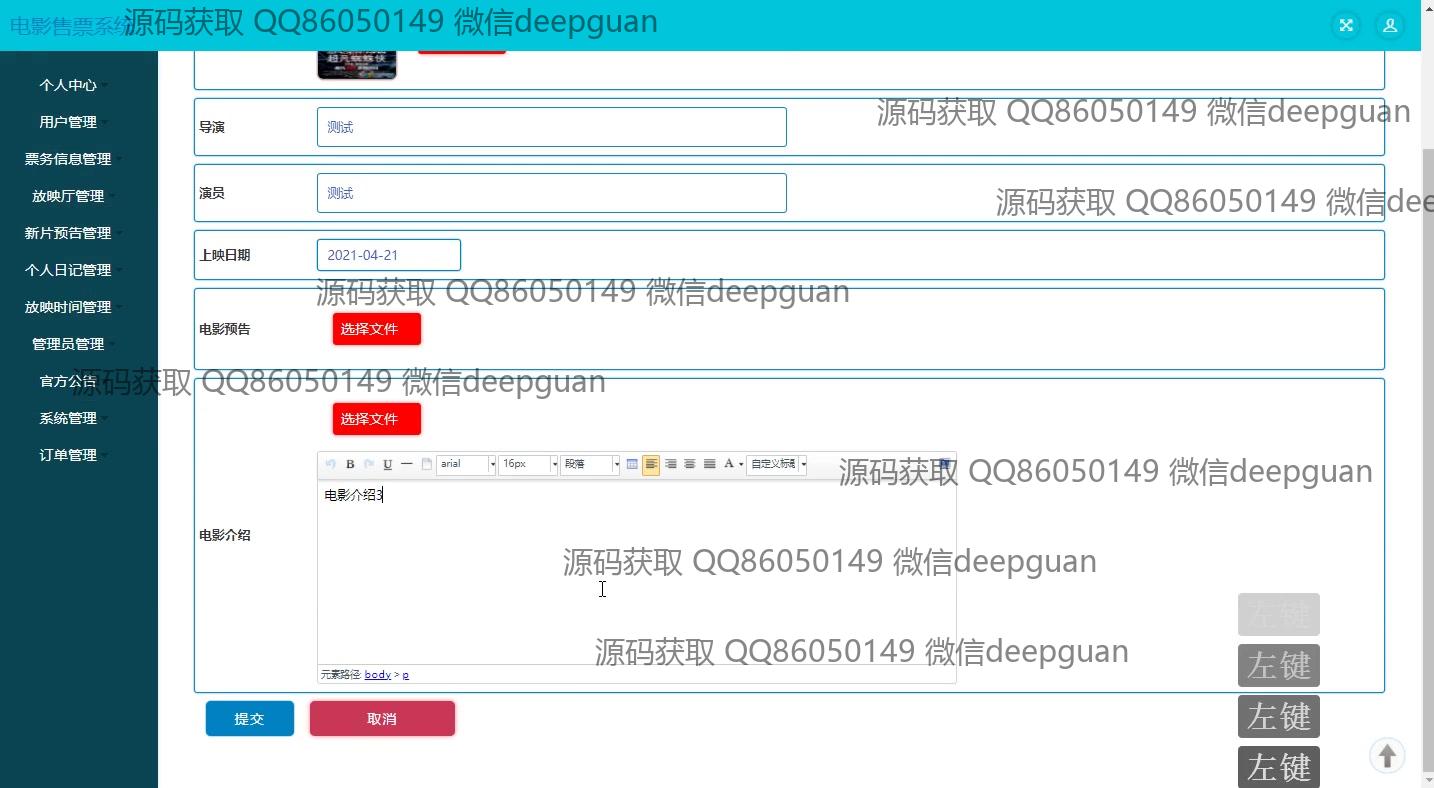 电影售票系统
源码获取 QQ86050149 微信deepguan
个人中心
用户管理
票务信息管理
放映厅管理
新片预告管理
个人日记管理
放映时间管理
管理员管理
官方公告
系统管理
订单管理
超凡蜘蛛侠
源码获取 QQ86050149 微信deepguan
导演
测试
演员
测试
源码获取 QQ86050149 微信dee
上映日期
2021-04-21
源码获取 QQ86050149 微信deepguan
电影预告
选择文件
源码获取 QQ86050149 微信deepguan
选择文件
B U arial 16px 段落 A 自定义标题
源码获取 QQ86050149 微信deepguan
电影介绍3
电影介绍
源码获取 QQ86050149 微信deepguan
源码获取 QQ86050149 微信deepguan
元素路径: body > p
提交
取消
左键
左键
左键
左键